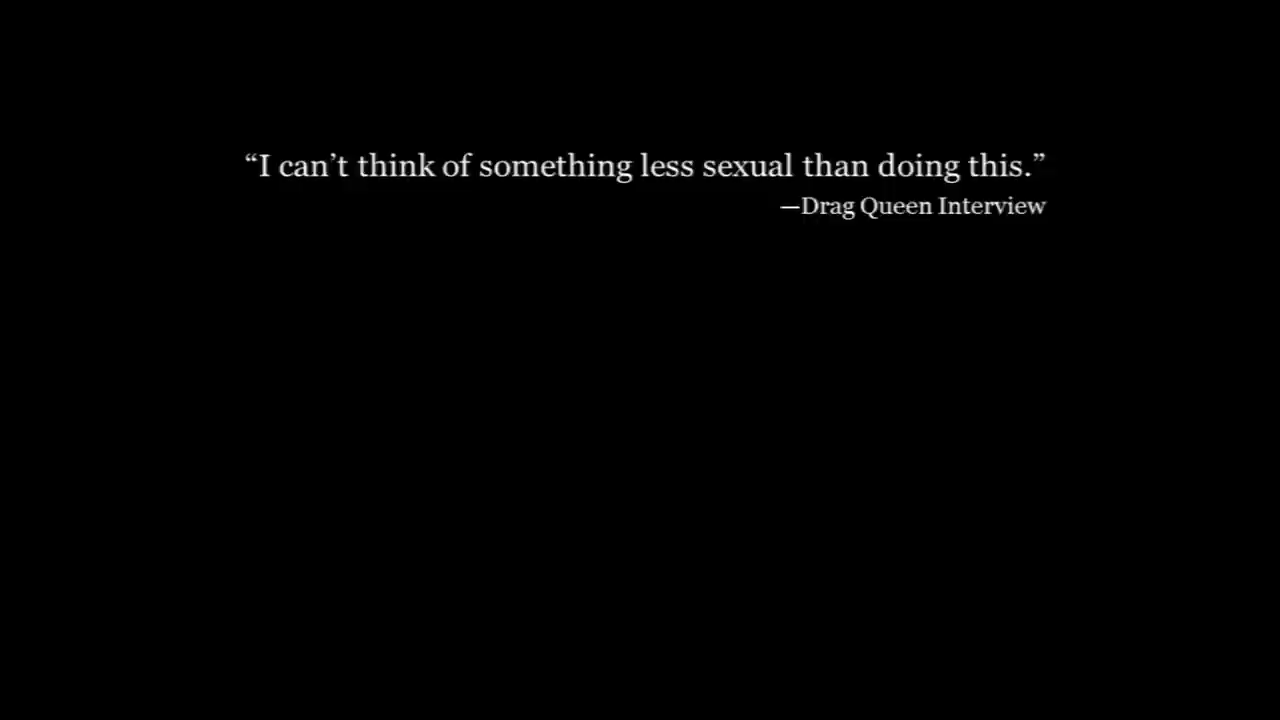 “I can’t think of something less sexual than doing this.”
—Drag Queen Interview